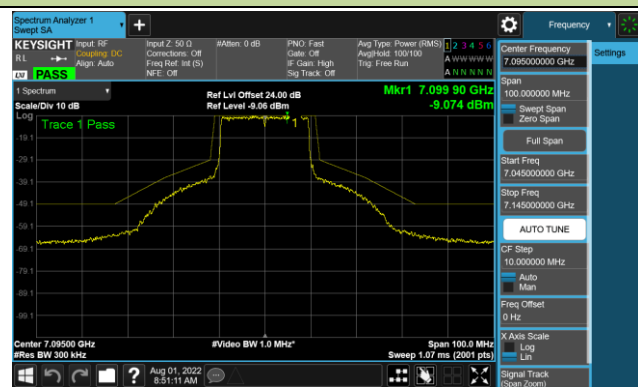 Spectrum Analyzer 1
Swept SA
Frequency
KEYSIGHT
Input: RF
Coupling: DC
Align: Auto
Input Z: 50 Ω
Corrections: Off
Freq Ref: Int (S)
NFE: Off
#Atten: 0 dB
PNO: Fast
Gate: Off
IF Gain: High
Sig Track: Off
Avg Type: Power (RMS)
Avg|Hold: 100/100
Trig: Free Run
1 2 3 4 5 6
A W W W W W
A N N N N N
RL
LXI
PASS
1 Spectrum
Scale/Div 10 dB
Ref Lvl Offset 24.00 dB
Ref Level -9.06 dBm
Mkr1 7.099 90 GHz
-9.074 dBm
Log
Trace 1 Pass
1
-19.1
-29.1
-39.1
-49.1
-59.1
-69.1
-79.1
-89.1
-99.1
Center 7.09500 GHz
#Res BW 300 kHz
#Video BW 1.0 MHz*
Span 100.0 MHz
Sweep 1.07 ms (2001 pts)
Aug 01, 2022
8:51:11 AM
Center Frequency
7.095000000 GHz
Settings
Span
100.000000 MHz
Swept Span
Zero Span
Full Span
Start Freq
7.045000000 GHz
Stop Freq
7.145000000 GHz
AUTO TUNE
CF Step
10.000000 MHz
Auto
Man
Freq Offset
0 Hz
X Axis Scale
Log
Lin
Signal Track
(Span Zoom)